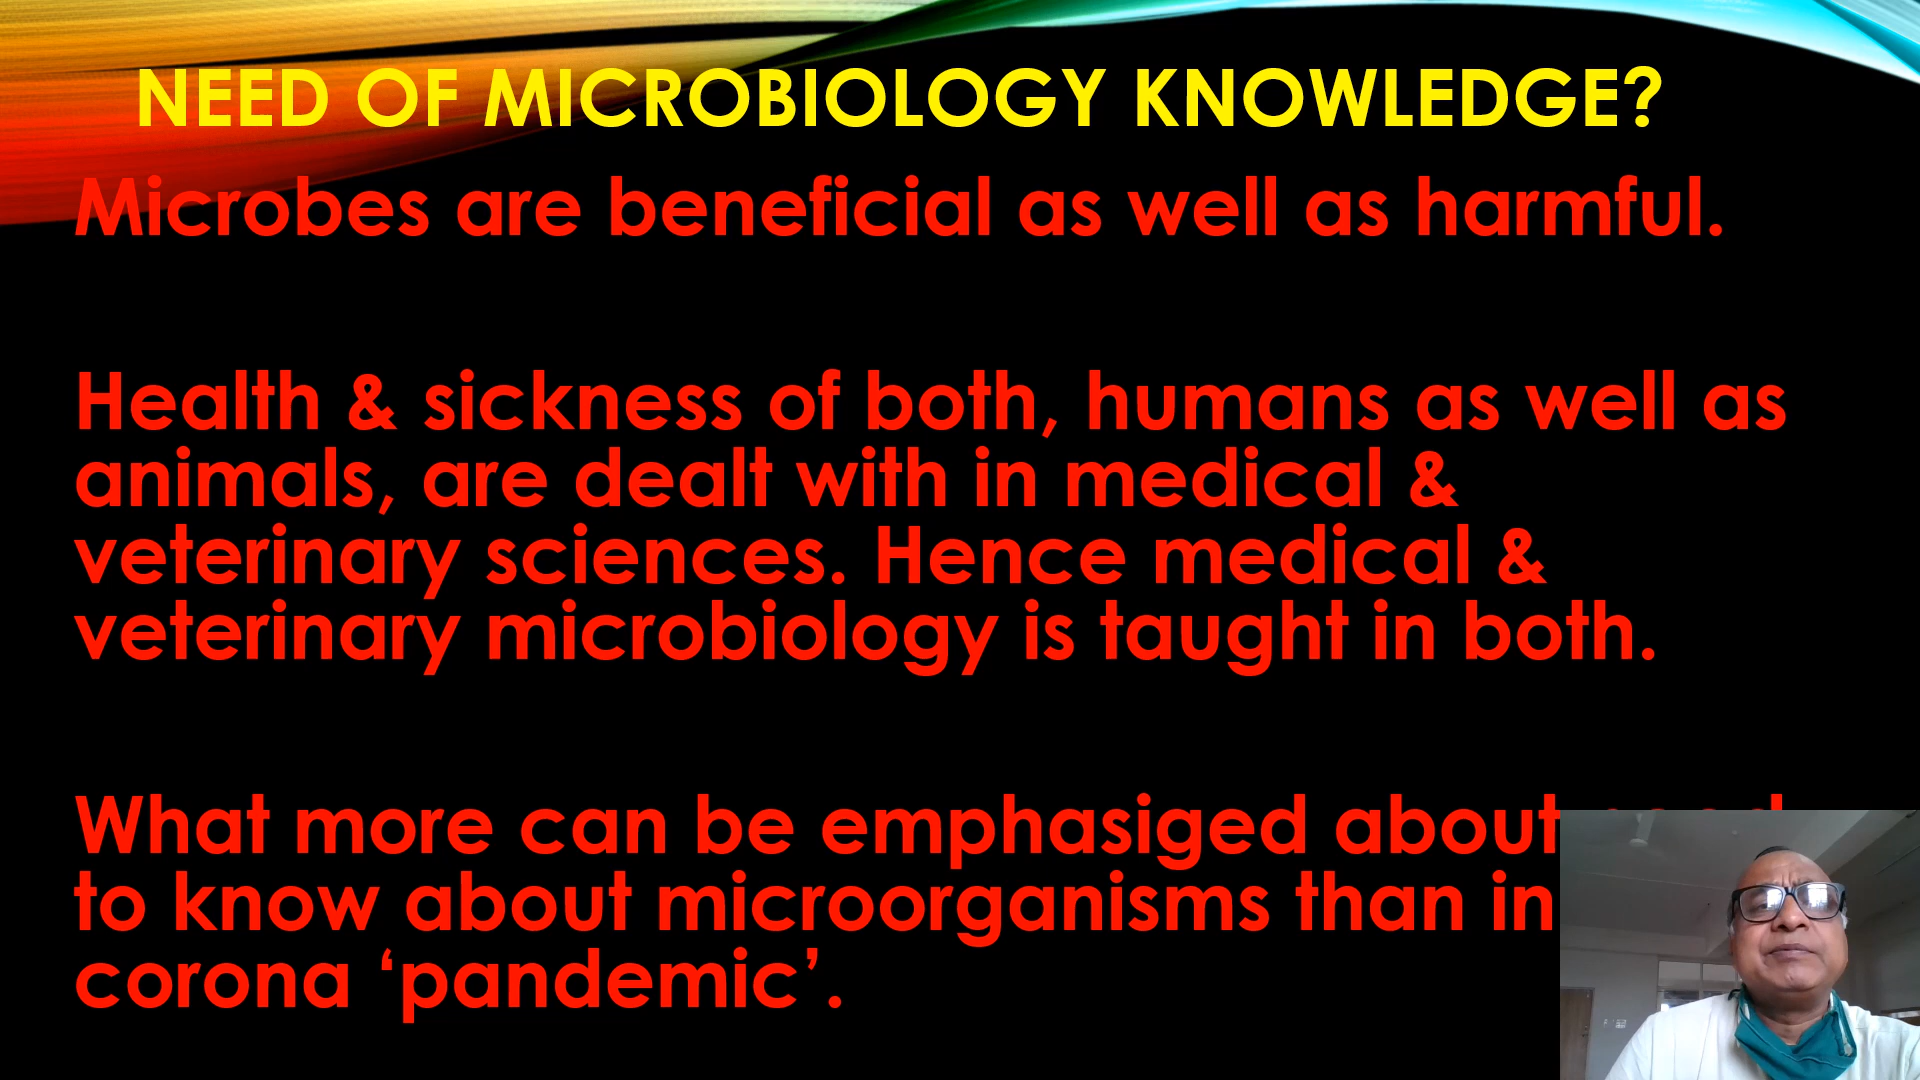 NEED OF MICROBIOLOGY KNOWLEDGE?
Microbes are beneficial as well as harmful.
Health & sickness of both, humans as well as
animals, are dealt with in medical &
veterinary sciences. Hence medical &
veterinary microbiology is taught in both.
What more can be emphasiged about
to know about microorganisms than in
corona ‘pandemic’.